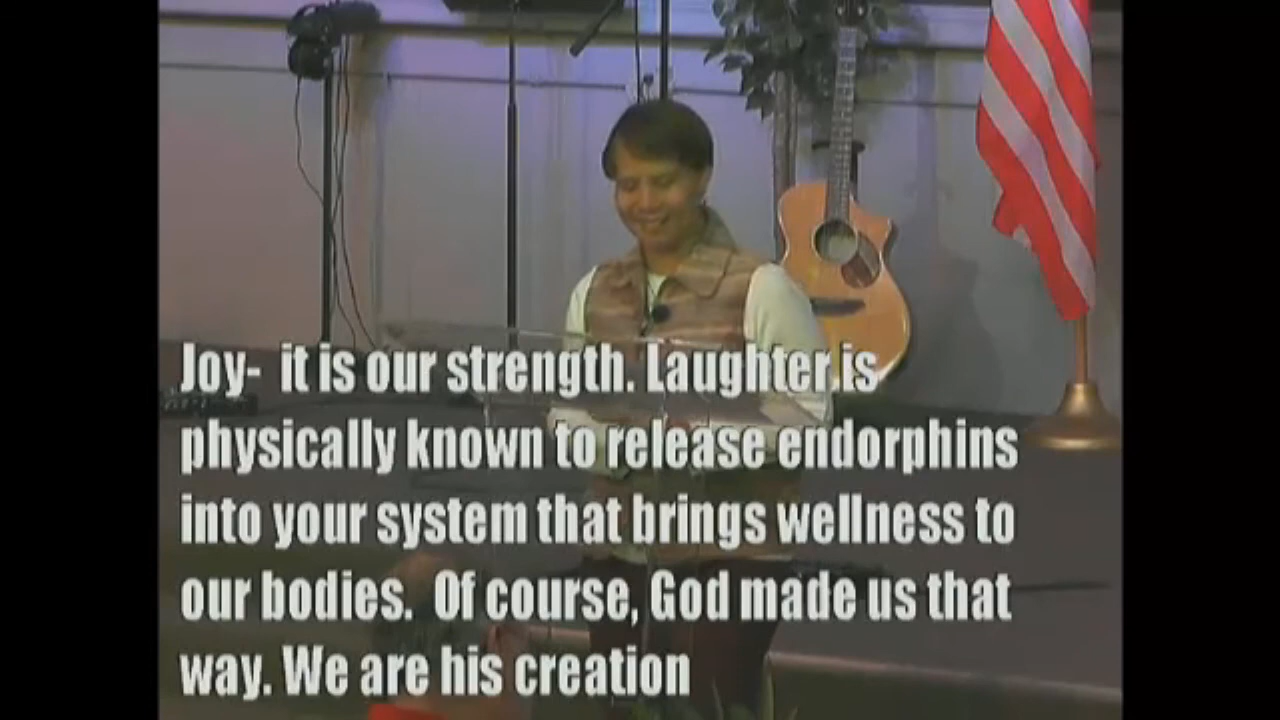 Joy-  it is our strength. Laughter is
physically known to release endorphins
into your system that brings wellness to
our bodies.  Of course, God made us that
way. We are his creation